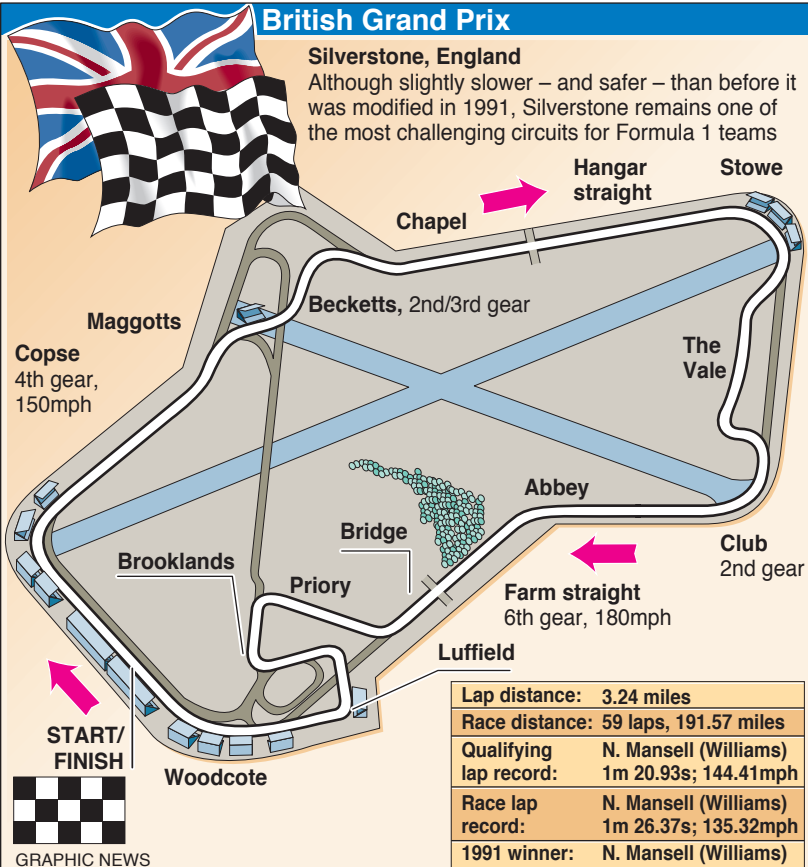 British Grand Prix
Silverstone, England
Although slightly slower – and safer – than before it
was modified in 1991, Silverstone remains one of
the most challenging circuits for Formula 1 teams
Hangar
straight
Stowe
Chapel
Becketts, 2nd/3rd gear
Maggotts
Copse
4th gear,
150mph
The
Vale
Abbey
Bridge
Club
2nd gear
Brooklands
Priory
Farm straight
6th gear, 180mph
Luffield
START/
FINISH
Woodcote
Lap distance: 3.24 miles
Race distance: 59 laps, 191.57 miles
Qualifying N. Mansell (Williams)
lap record: 1m 20.93s; 144.41mph
Race lap N. Mansell (Williams)
record: 1m 26.37s; 135.32mph
1991 winner: N. Mansell (Williams)
GRAPHIC NEWS